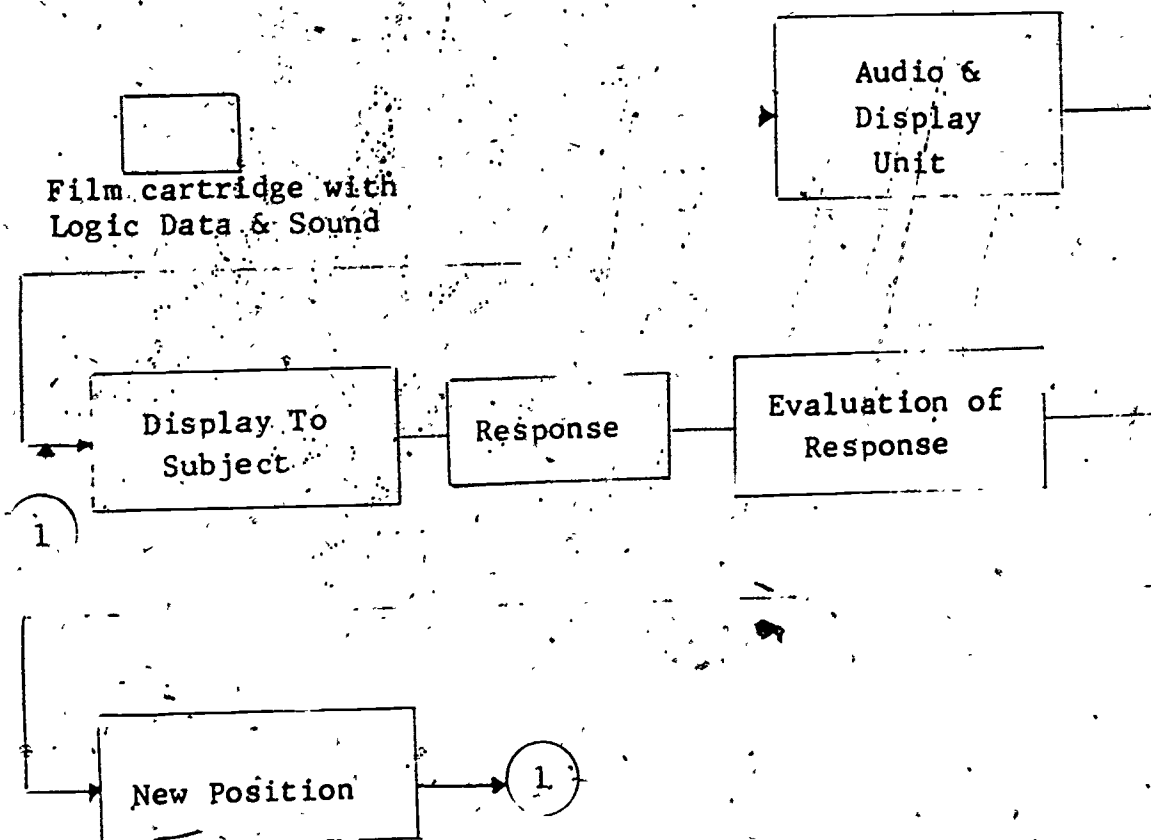 Audio &
Display
Unit
Film cartridge with
Logic Data & Sound
Display To
Subject
Response
Evaluation of
Response
1
New Position
1